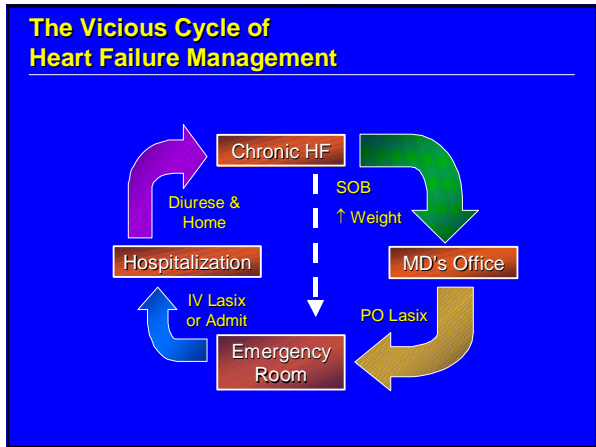 The Vicious Cycle of
Heart Failure Management
Chronic HF
SOB
↑ Weight
Diurese &
Home
Hospitalization
MD's Office
IV Lasix
or Admit
PO Lasix
Emergency
Room